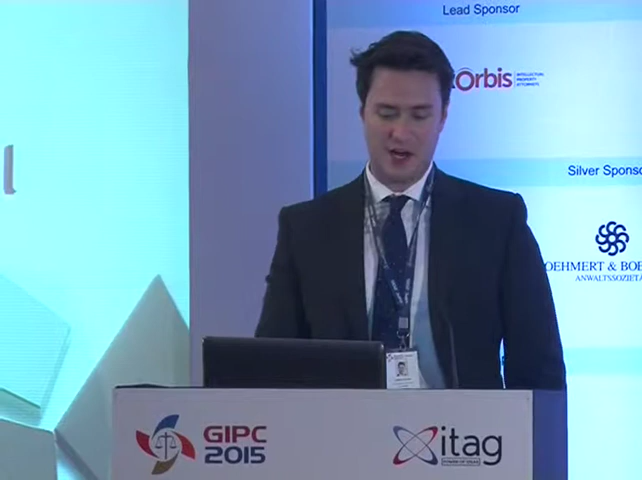 Lead Sponsor
Orbis
INTELLECTUAL
PROPERTY
ATTORNEYS
Silver Sponso
OEHMERT & BOE
ANWALTSSOZIETÄ
GIPC
2015
itag